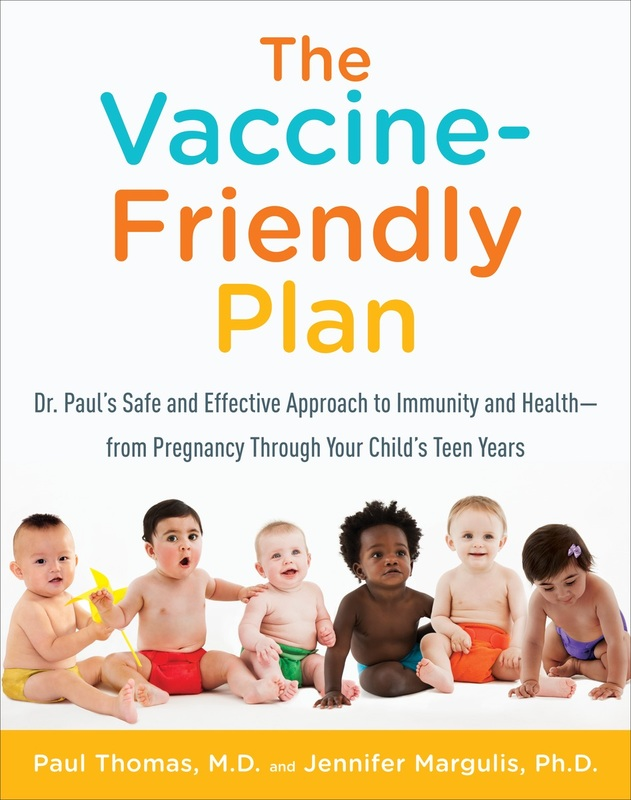 The
Vaccine-
Friendly
Plan
Dr. Paul's Safe and Effective Approach to Immunity and Health—
from Pregnancy Through Your Child's Teen Years
Paul Thomas, M.D. and Jennifer Margulis, Ph.D.